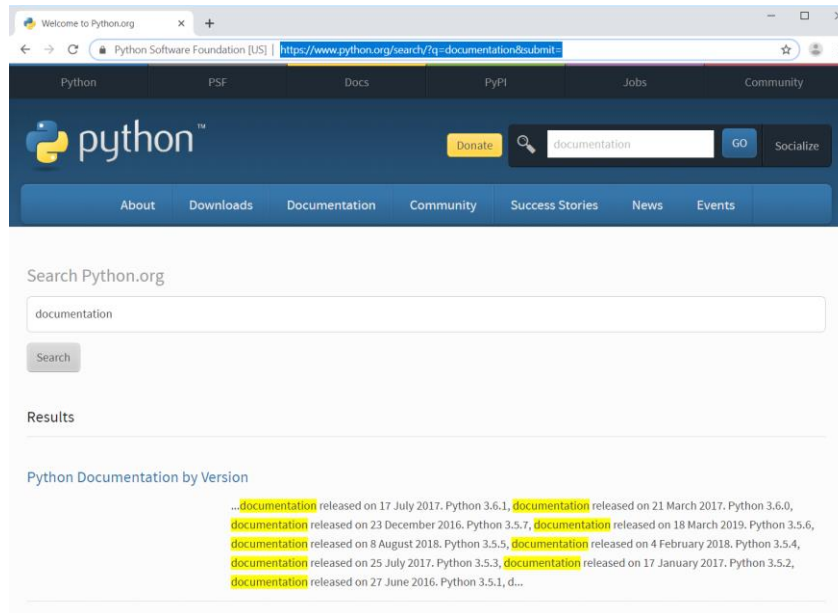 Welcome to Python.org
Python Software Foundation [US] | https://www.python.org/search/?q=documentation&submit=
Python PSF Docs PyPI Jobs Community
python™
Donate documentation GO Socialize
About Downloads Documentation Community Success Stories News Events
Search Python.org
documentation
Search
Results
Python Documentation by Version
...documentation released on 17 July 2017. Python 3.6.1, documentation released on 21 March 2017. Python 3.6.0,
documentation released on 23 December 2016. Python 3.5.7, documentation released on 18 March 2019. Python 3.5.6,
documentation released on 8 August 2018. Python 3.5.5, documentation released on 4 February 2018. Python 3.5.4,
documentation released on 25 July 2017. Python 3.5.3, documentation released on 17 January 2017. Python 3.5.2,
documentation released on 27 June 2016. Python 3.5.1, d...